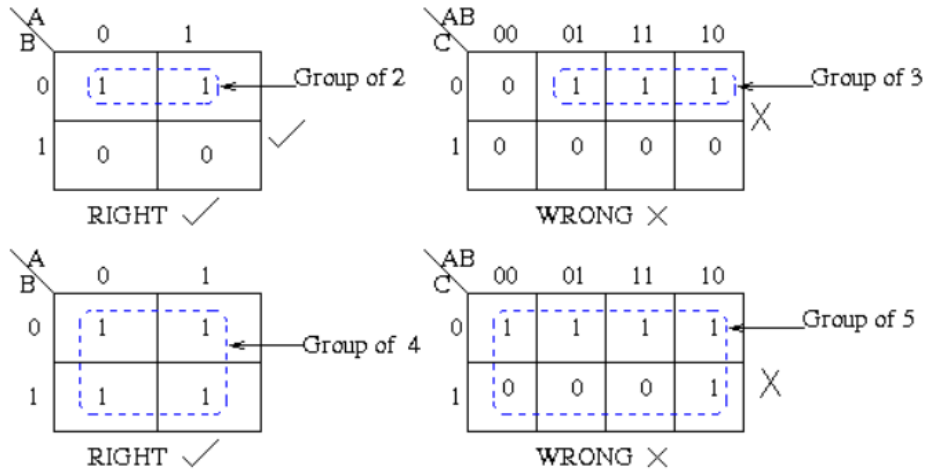 A
B
0 1
0 1 1 Group of 2
1 0 0
RIGHT
AB
C
00 01 11 10
0 0 1 1 1 Group of 3
1 0 0 0 0
WRONG
A
B
0 1
0 1 1 Group of 4
1 1 1
RIGHT
AB
C
00 01 11 10
0 1 1 1 1 Group of 5
1 0 0 0 1
WRONG